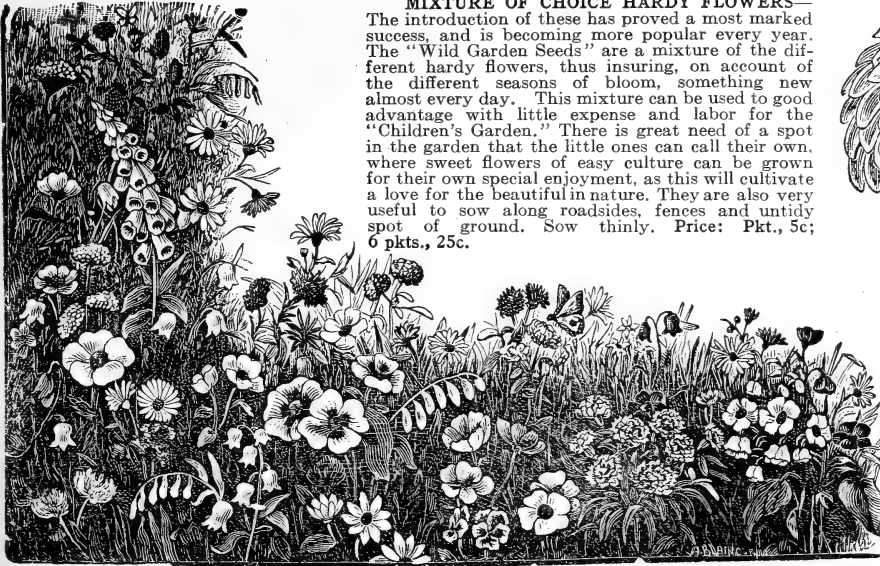 MIXTURE OF CHOICE HARDY FLOWERS—
The introduction of these has proved a most marked
success, and is becoming more popular every year.
The "Wild Garden Seeds" are a mixture of the dif-
ferent hardy flowers, thus insuring, on account of
the different seasons of bloom, something new
almost every day. This mixture can be used to good
advantage with little expense and labor for the
"Children's Garden." There is great need of a spot
in the garden that the little ones can call their own,
where sweet flowers of easy culture can be grown
for their own special enjoyment, as this will cultivate
a love for the beautiful in nature. They are also very
useful to sow along roadsides, fences and untidy
spot of ground. Sow thinly. Price: Pkt., 5c;
6 pkts., 25c.
A. BLANC